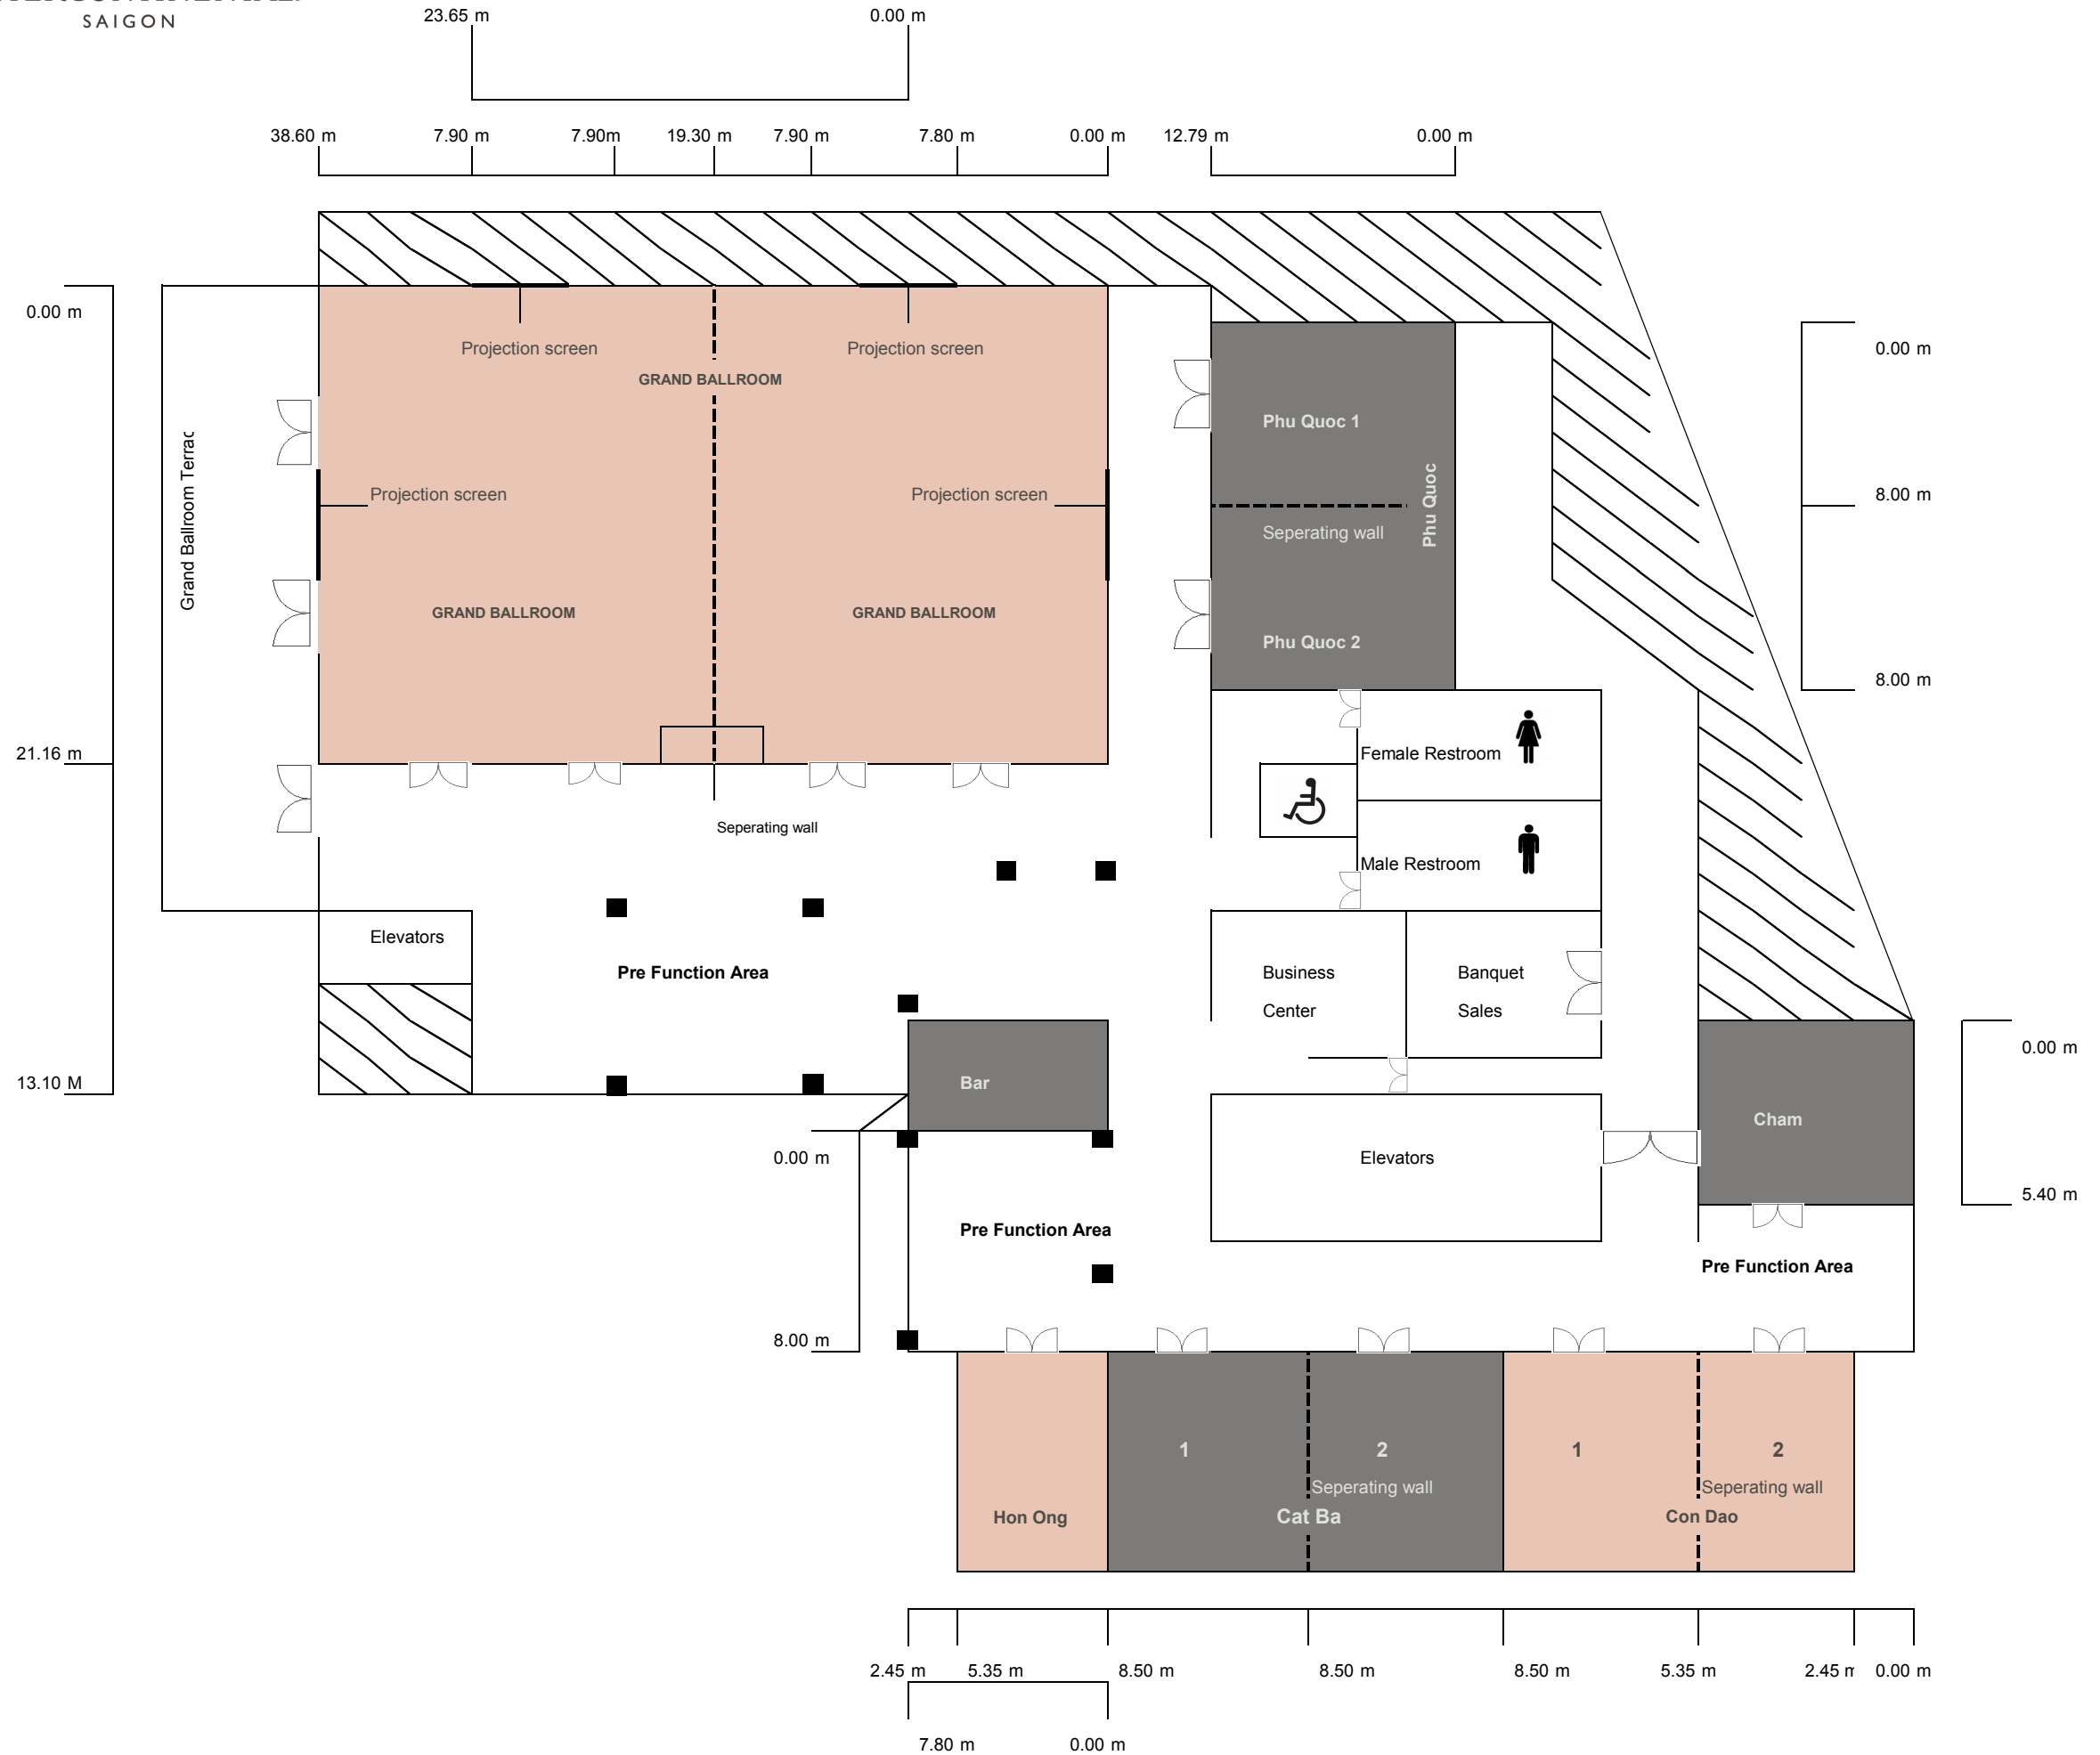 SAIGON
23.65 m
0.00 m
38.60 m
7.90 m
7.90m
19.30 m
7.90 m
7.80 m
0.00 m
12.79 m
0.00 m
0.00 m
21.16 m
13.10 M
Grand Ballroom Terrac
Projection screen
Projection screen
GRAND BALLROOM
Projection screen
Projection screen
GRAND BALLROOM
GRAND BALLROOM
Seperating wall
Phu Quoc 1
Phu Quoc
Seperating wall
Phu Quoc 2
0.00 m
8.00 m
8.00 m
Female Restroom
Male Restroom
Elevators
Pre Function Area
Business
Center
Banquet
Sales
Bar
Cham
0.00 m
5.40 m
Elevators
0.00 m
8.00 m
Pre Function Area
Pre Function Area
1
2
1
2
Seperating wall
Seperating wall
Hon Ong
Cat Ba
Con Dao
2.45 m
5.35 m
8.50 m
8.50 m
8.50 m
5.35 m
2.45
0.00 m
7.80 m
0.00 m